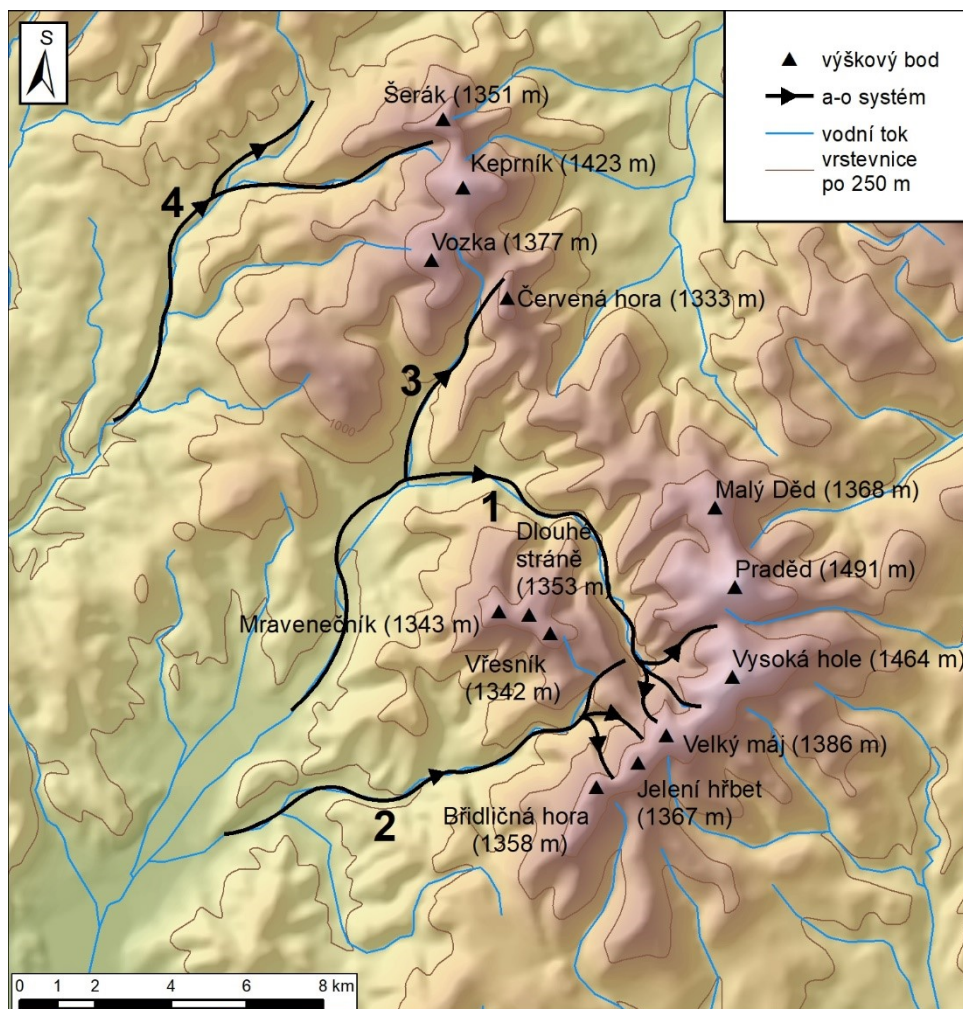 S
výškový bod
a-o systém
vodní tok
vrstevnice
po 250 m
Šerák (1351 m)
Keprník (1423 m)
4
Vozka (1377 m)
Červená hora (1333 m)
3
1000
1
Malý Děd (1368 m)
Dlouhé
stráně
(1353 m)
Praděd (1491 m)
Mravenečník (1343 m)
Vřesník
(1342 m)
Vysoká hole (1464 m)
Velký máj (1386 m)
Jelení hřbet
(1367 m)
Břidličná hora
(1358 m)
2
0 1 2 4 6 8 km